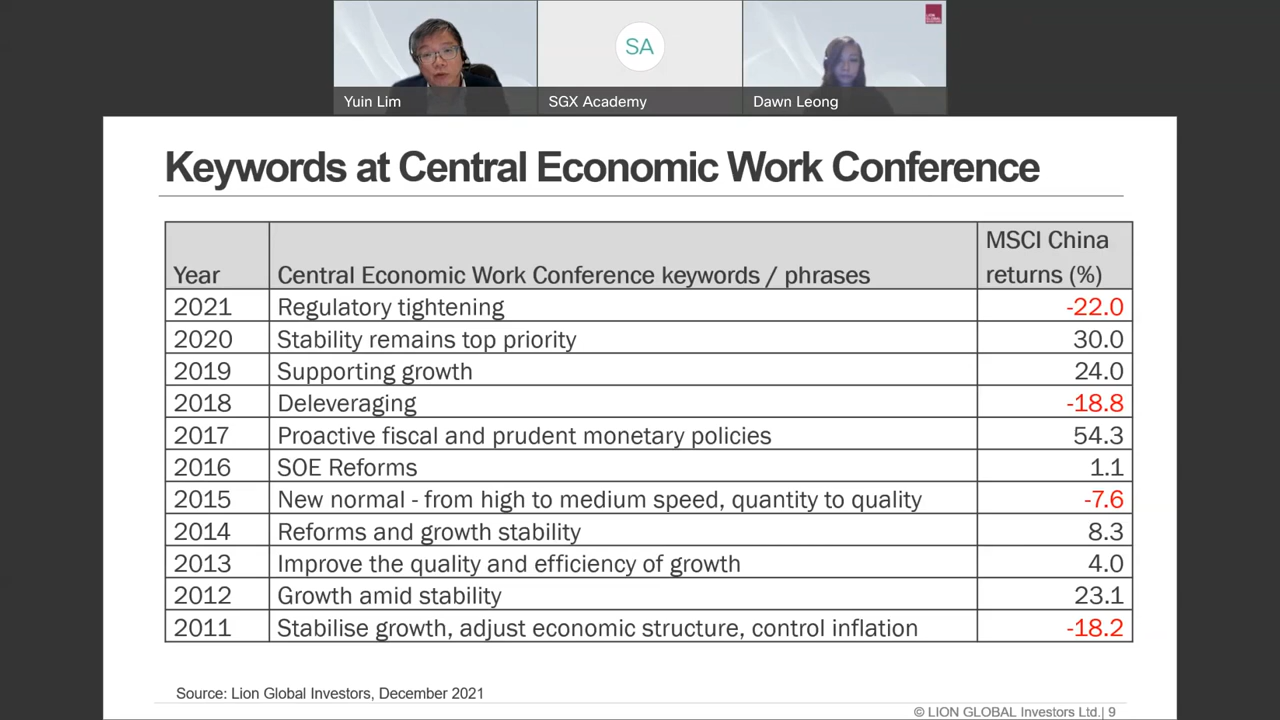 LION GLOBAL
Yuin Lim
SA
SGX Academy
Dawn Leong
Keywords at Central Economic Work Conference
Year Central Economic Work Conference keywords / phrases MSCI China returns (%)
2021 Regulatory tightening -22.0
2020 Stability remains top priority 30.0
2019 Supporting growth 24.0
2018 Deleveraging -18.8
2017 Proactive fiscal and prudent monetary policies 54.3
2016 SOE Reforms 1.1
2015 New normal - from high to medium speed, quantity to quality -7.6
2014 Reforms and growth stability 8.3
2013 Improve the quality and efficiency of growth 4.0
2012 Growth amid stability 23.1
2011 Stabilise growth, adjust economic structure, control inflation -18.2
Source: Lion Global Investors, December 2021
© LION GLOBAL Investors Ltd.| 9